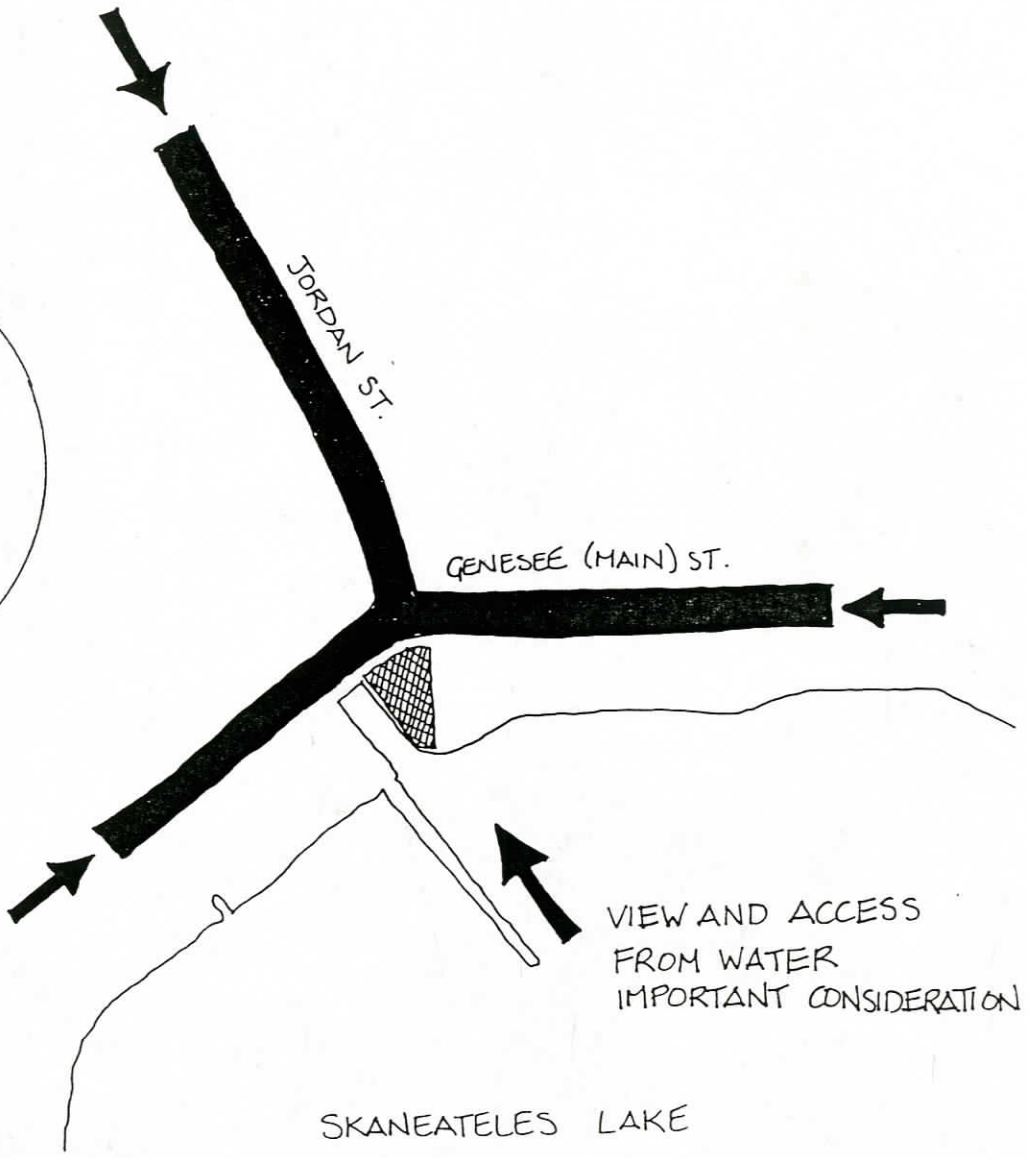 JORDAN ST.
GENESEE (MAIN) ST.
VIEW AND ACCESS
FROM WATER
IMPORTANT CONSIDERATION
SKANEATELES LAKE